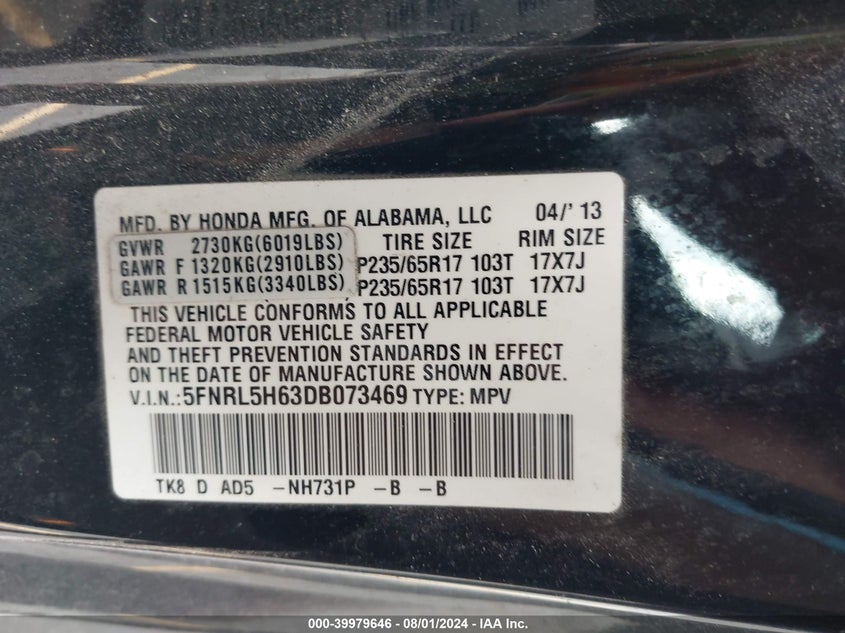 MFD. BY HONDA MFG. OF ALABAMA, LLC 04/' 13
GVWR 2730KG(6019LBS) TIRE SIZE RIM SIZE
GAWR F 1320KG(2910LBS) P235/65R17 103T 17X7J
GAWR R 1515KG(3340LBS) P235/65R17 103T 17X7J
THIS VEHICLE CONFORMS TO ALL APPLICABLE
FEDERAL MOTOR VEHICLE SAFETY
AND THEFT PREVENTION STANDARDS IN EFFECT
ON THE DATE OF MANUFACTURE SHOWN ABOVE.
V.I.N.:5FNRL5H63DB073469 TYPE: MPV
TK8 D AD5 –NH731P –B –B
000-39979646 - 08/01/2024 - IAA Inc.